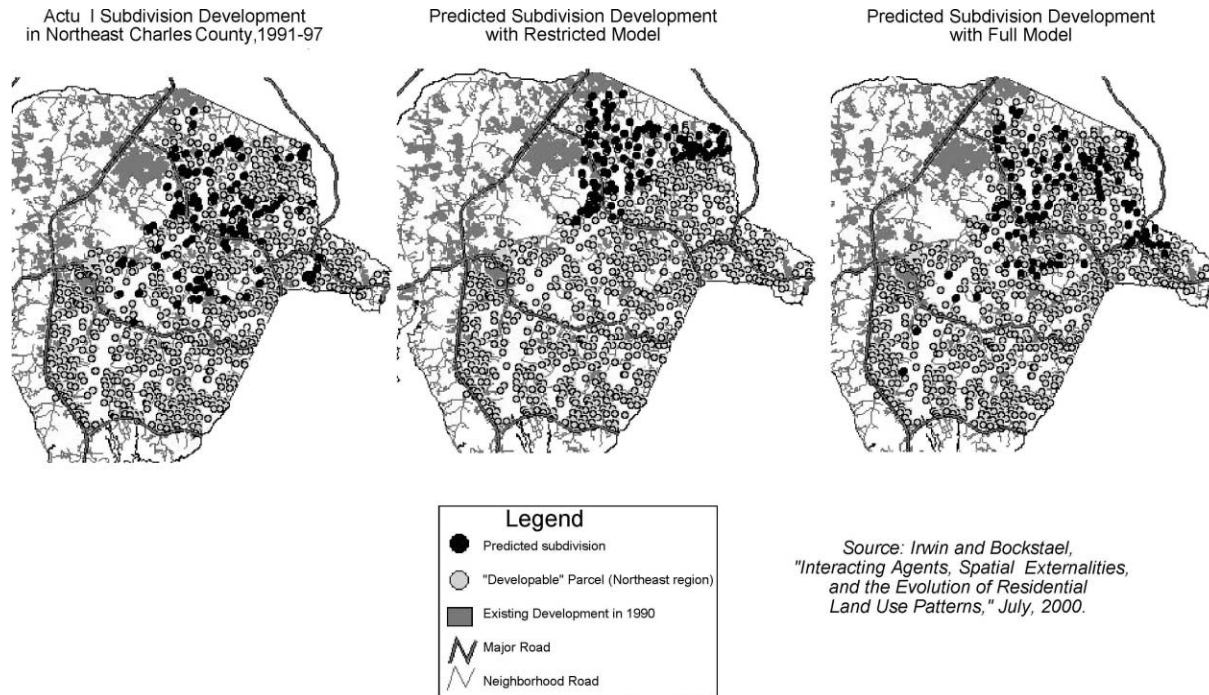 Actu l Subdivision Development
in Northeast Charles County,1991-97
Predicted Subdivision Development
with Restricted Model
Predicted Subdivision Development
with Full Model
Legend
Predicted subdivision
"Developable" Parcel (Northeast region)
Existing Development in 1990
Major Road
Neighborhood Road
Source: Irwin and Bockstael,
"Interacting Agents, Spatial Externalities,
and the Evolution of Residential
Land Use Patterns," July, 2000.